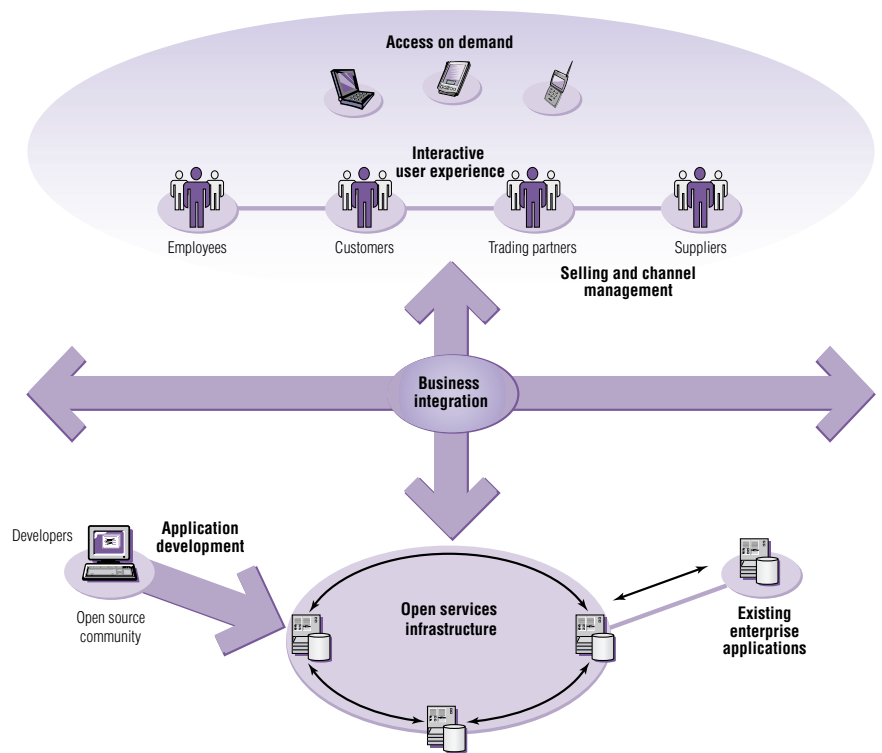 Access on demand
Interactive
user experience
Employees
Customers
Trading partners
Suppliers
Selling and channel
management
Business
integration
Developers
Application
development
Open source
community
Open services
infrastructure
Existing
enterprise
applications